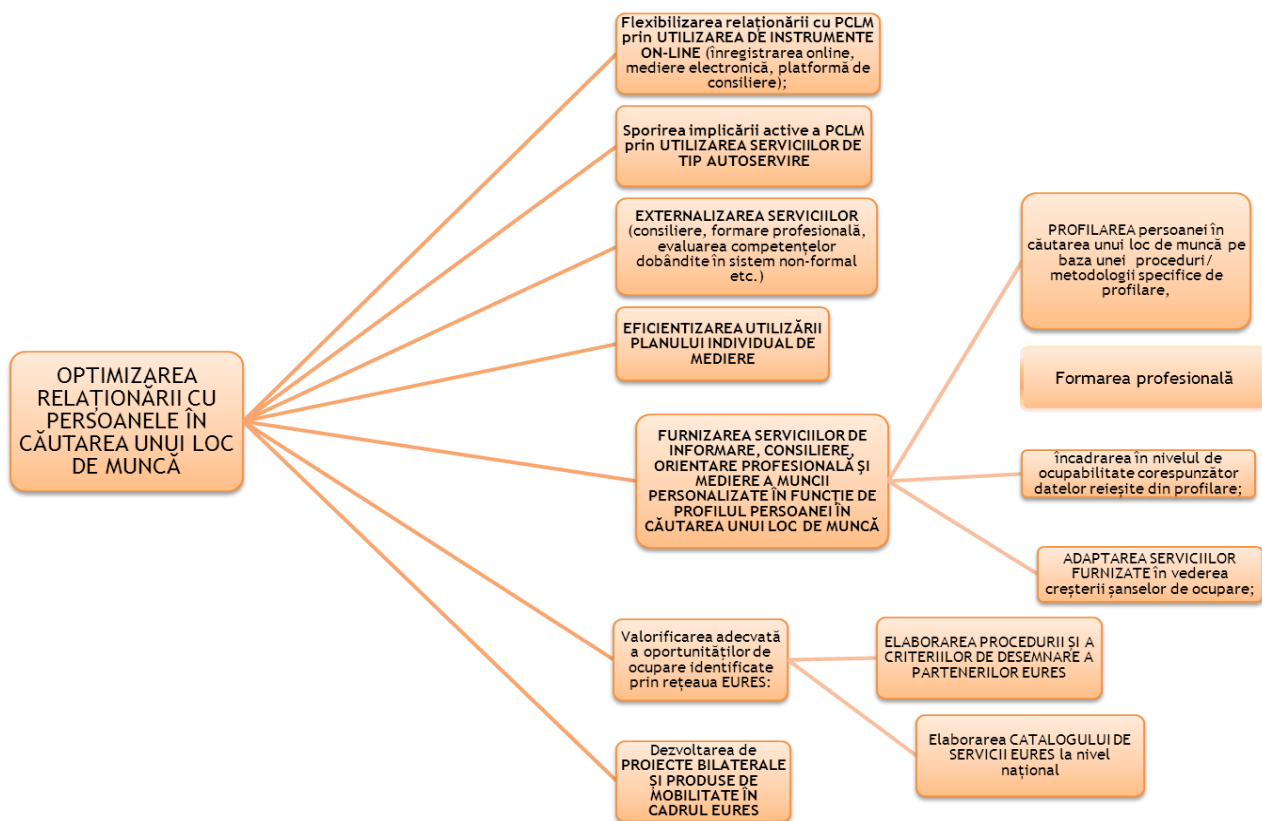 OPTIMIZAREA
RELAȚIONĂRII CU
PERSOANELE ÎN
CĂUTAREA UNUI LOC
DE MUNCĂ
Flexibilizarea relaționării cu PCLM
prin UTILIZAREA DE INSTRUMENTE
ON-LINE (înregistrarea online,
mediere electronică, platformă de
consiliere);
Sporirea implicării active a PCLM
prin UTILIZAREA SERVICIILOR DE
TIP AUTOSERVIRE
EXTERNALIZAREA SERVICIILOR
(consiliere, formare profesională,
evaluarea competențelor
dobândite în sistem non-formal
etc.)
EFICIENTIZAREA UTILIZĂRII
PLANULUI INDIVIDUAL DE
MEDIERE
FURNIZAREA SERVICIILOR DE
INFORMARE, CONSILIERE,
ORIENTARE PROFESIONALĂ ȘI
MEDIERE A MUNCII
PERSONALIZATE ÎN FUNCȚIE DE
PROFILUL PERSOANEI ÎN
CĂUTAREA UNUI LOC DE MUNCĂ
PROFILAREA persoanei în
căutarea unui loc de muncă pe
baza unei proceduri/
metodologii specifice de
profilare,
Formarea profesională
încadrarea în nivelul de
ocupabilitate corespunzător
datelor reieșite din profilare;
ADAPTAREA SERVICIILOR
FURNIZATE în vederea
creșterii șanselor de ocupare;
Valorificarea adecvată
a oportunităților de
ocupare identificate
prin rețeaua EURES:
ELABORAREA PROCEDURII ȘI A
CRITERIILOR DE DESEMNARE A
PARTENERILOR EURES
Elaborarea CATALOGULUI DE
SERVICII EURES la nivel
național
Dezvoltarea de
PROIECTE BILATERALE
ȘI PRODUSE DE
MOBILITATE ÎN
CADRUL EURES